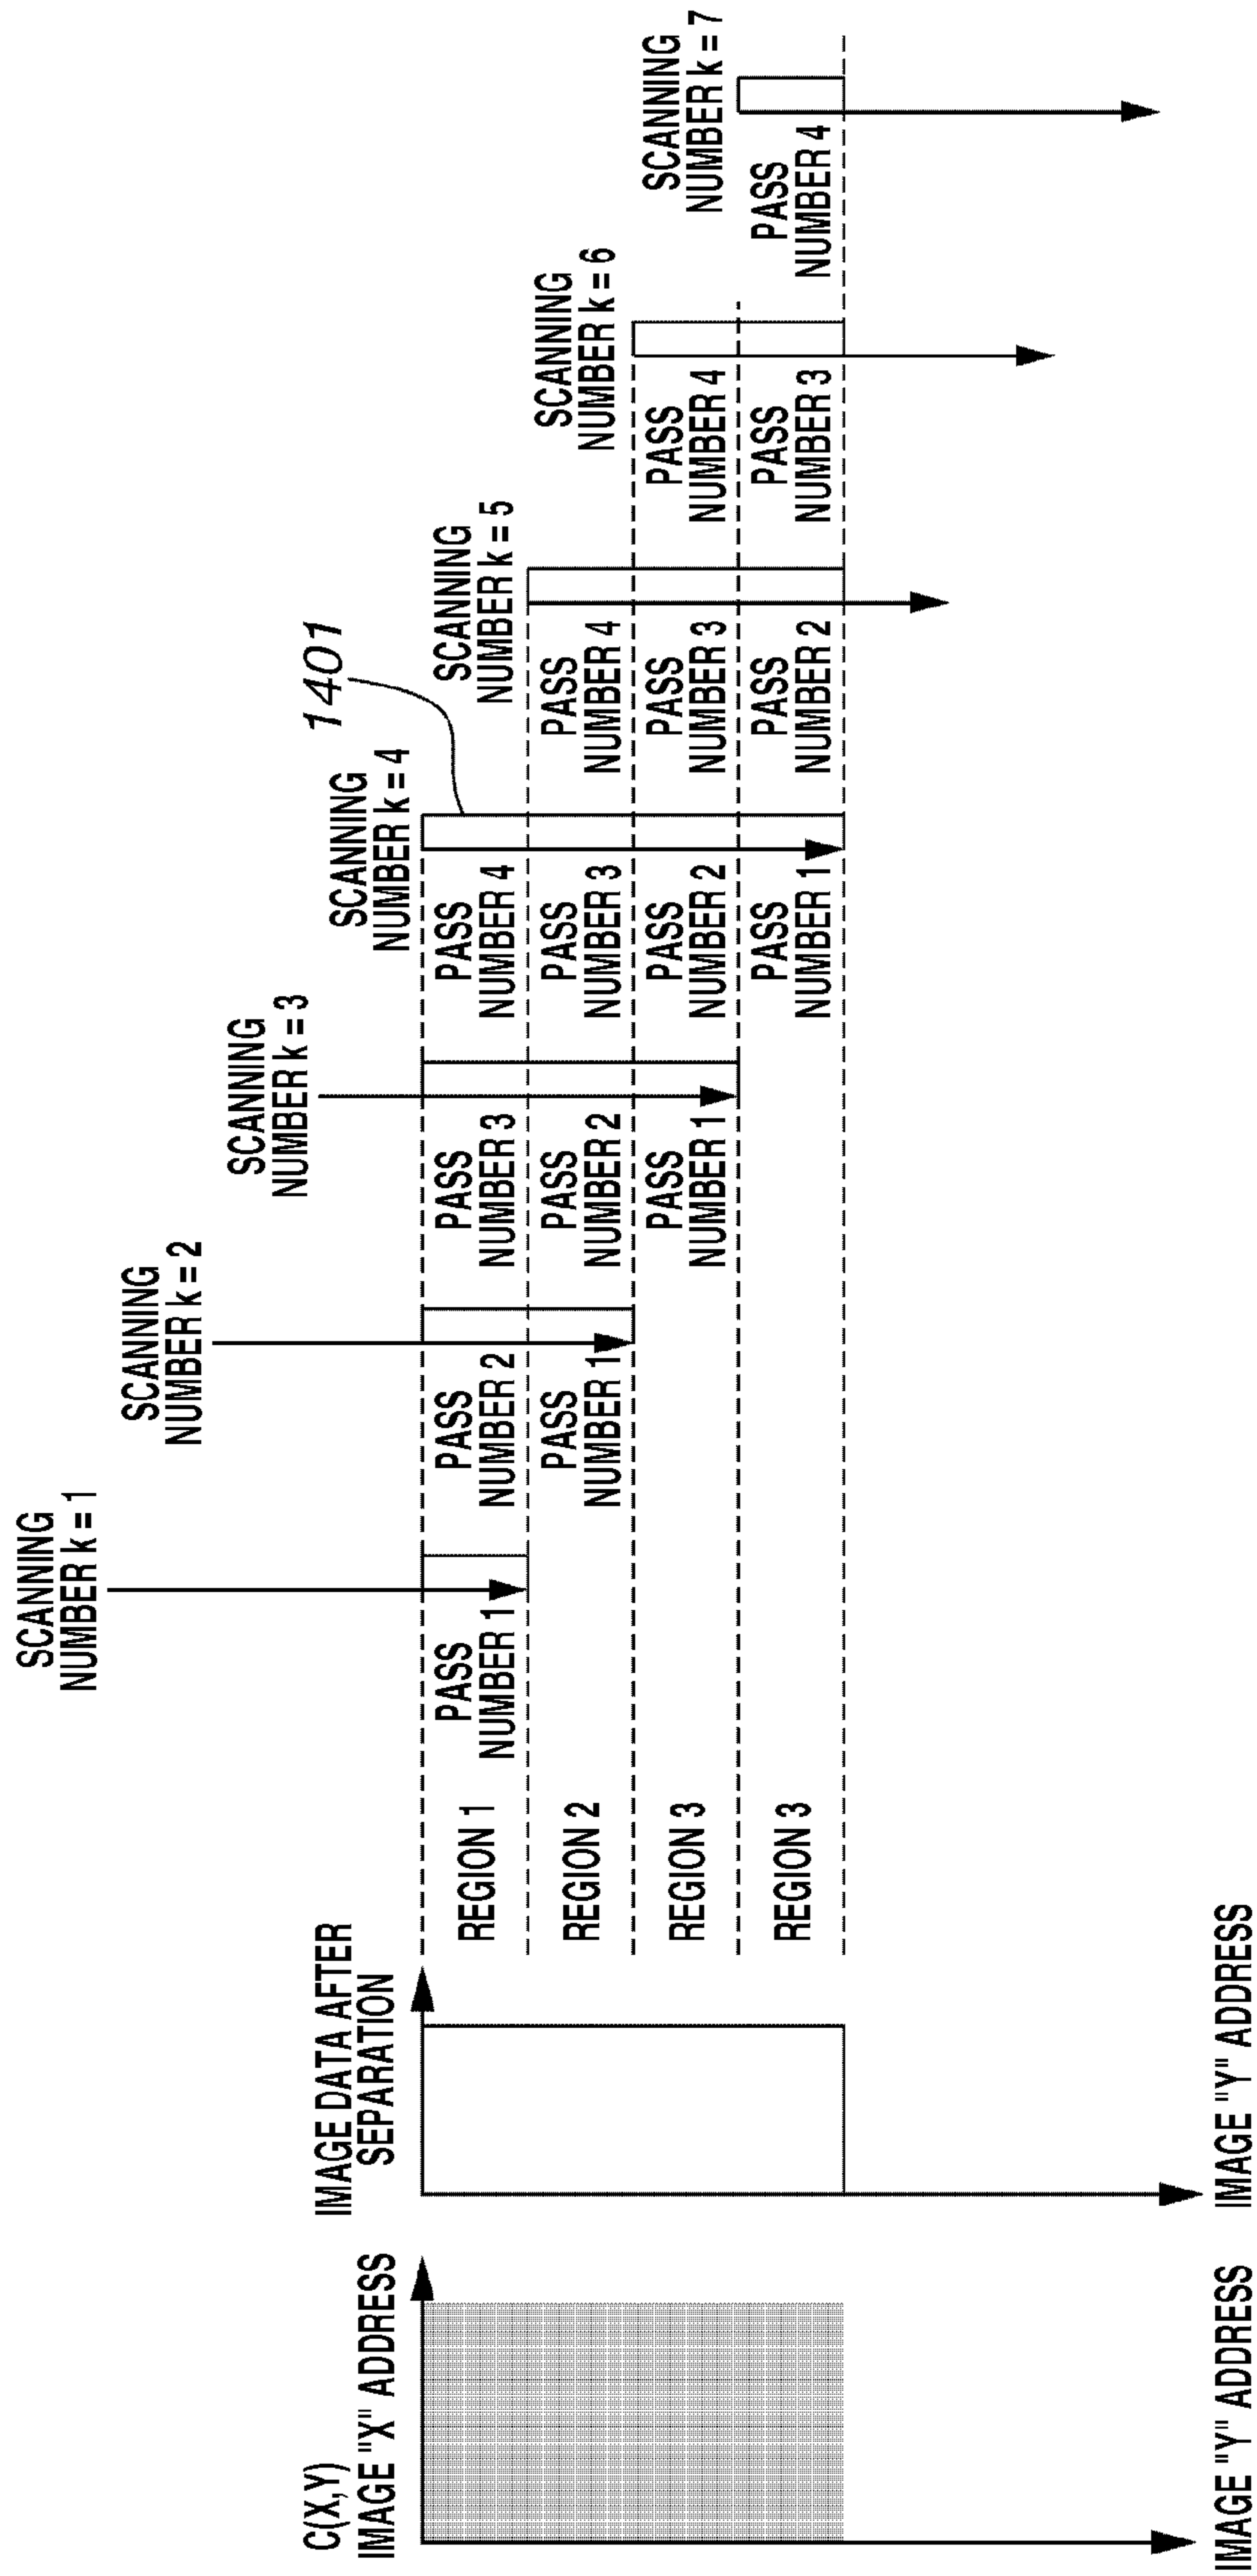 C(X,Y)
IMAGE "X" ADDRESS
IMAGE "Y" ADDRESS
IMAGE DATA AFTER
SEPARATION
IMAGE "Y" ADDRESS
REGION 1
REGION 2
REGION 3
REGION 3
SCANNING
NUMBER k = 1
PASS
NUMBER 1
SCANNING
NUMBER k = 2
PASS
NUMBER 2
PASS
NUMBER 1
SCANNING
NUMBER k = 3
PASS
NUMBER 3
PASS
NUMBER 2
PASS
NUMBER 1
SCANNING
NUMBER k = 4
PASS
NUMBER 4
PASS
NUMBER 3
PASS
NUMBER 2
PASS
NUMBER 1
1401
SCANNING
NUMBER k = 5
PASS
NUMBER 4
PASS
NUMBER 3
PASS
NUMBER 2
SCANNING
NUMBER k = 6
PASS
NUMBER 4
PASS
NUMBER 3
SCANNING
NUMBER k = 7
PASS
NUMBER 4